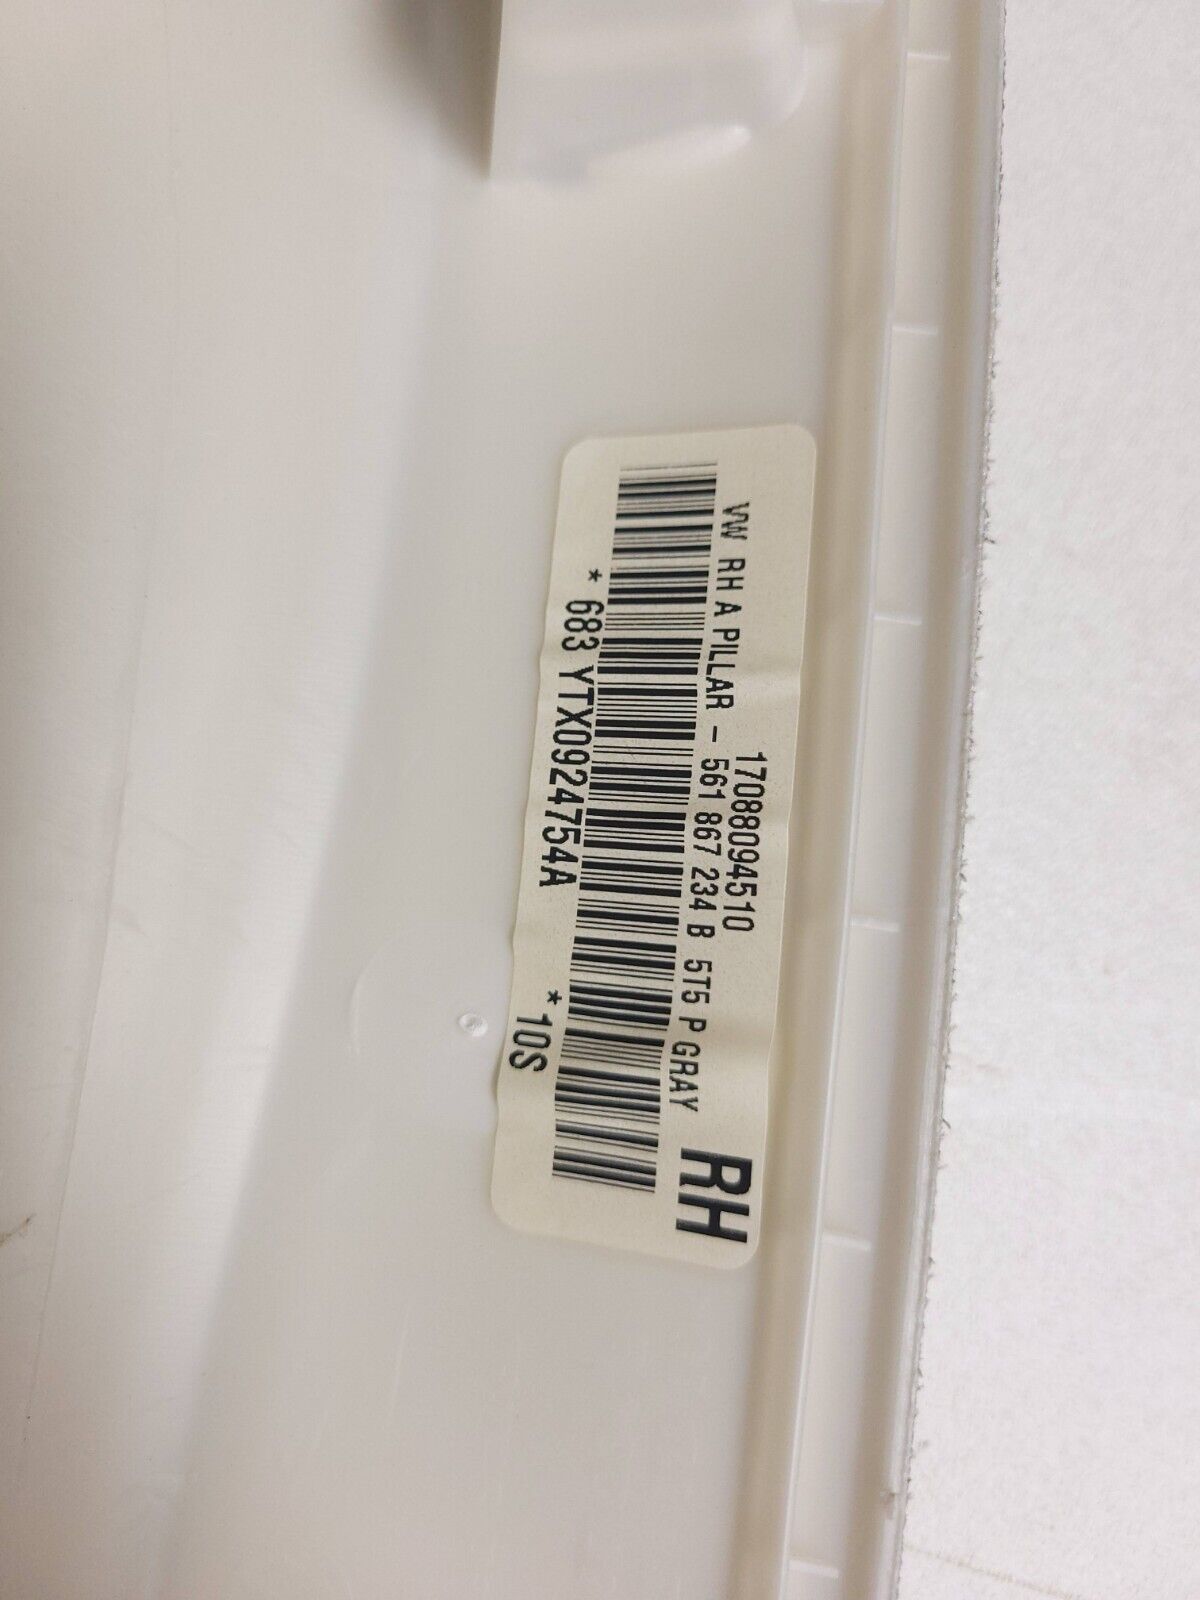 17088094510
VW RH A PILLAR - 561 867 234 B 5T5 P GRAY
RH
* 683 YTX0924754A * 10S